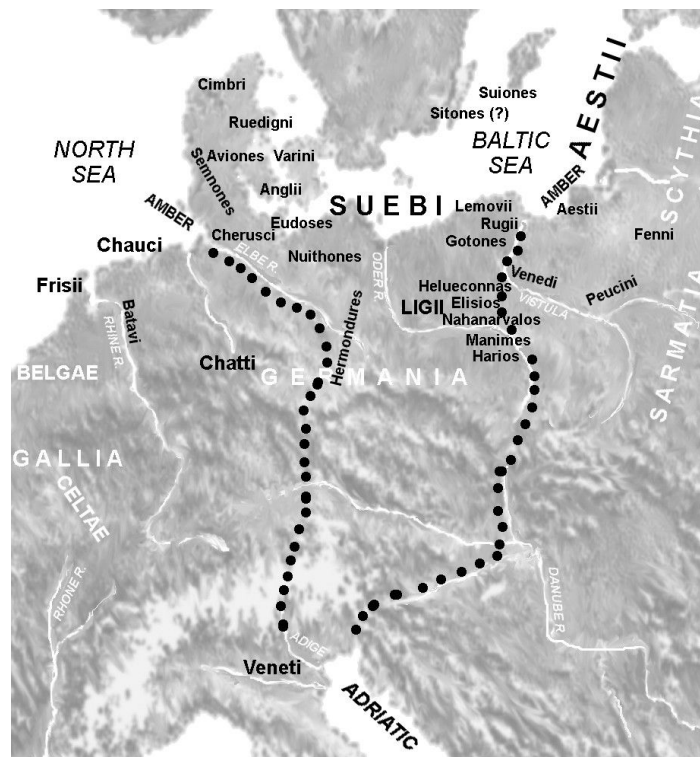 Cimbri
Suiones
Sitones (?)
Ruedigni
NORTH
SEA
BALTIC
SEA
AESTII
SCYTHIA
Semnones
Aviones
Varini
Anglii
AMBER
SUEBI
Lemovii
AMBER
Aestii
Eudoses
Rugii
Chauci
Cherusci
Gotones
Fenni
ELBE R.
Nuithones
Frisii
ODER R.
Helueconnas
Venedi
Peucini
Batavi
RHINE R.
LIGII
Elisios
VISTULA
Nahanarvalos
Hermondures
Manimes
Harios
Chatti
BELGAE
GERMANIA
SARMATIA
GALLIA
CELTAE
RHONE R.
DANUBE R.
ADIGE
Veneti
ADRIATIC